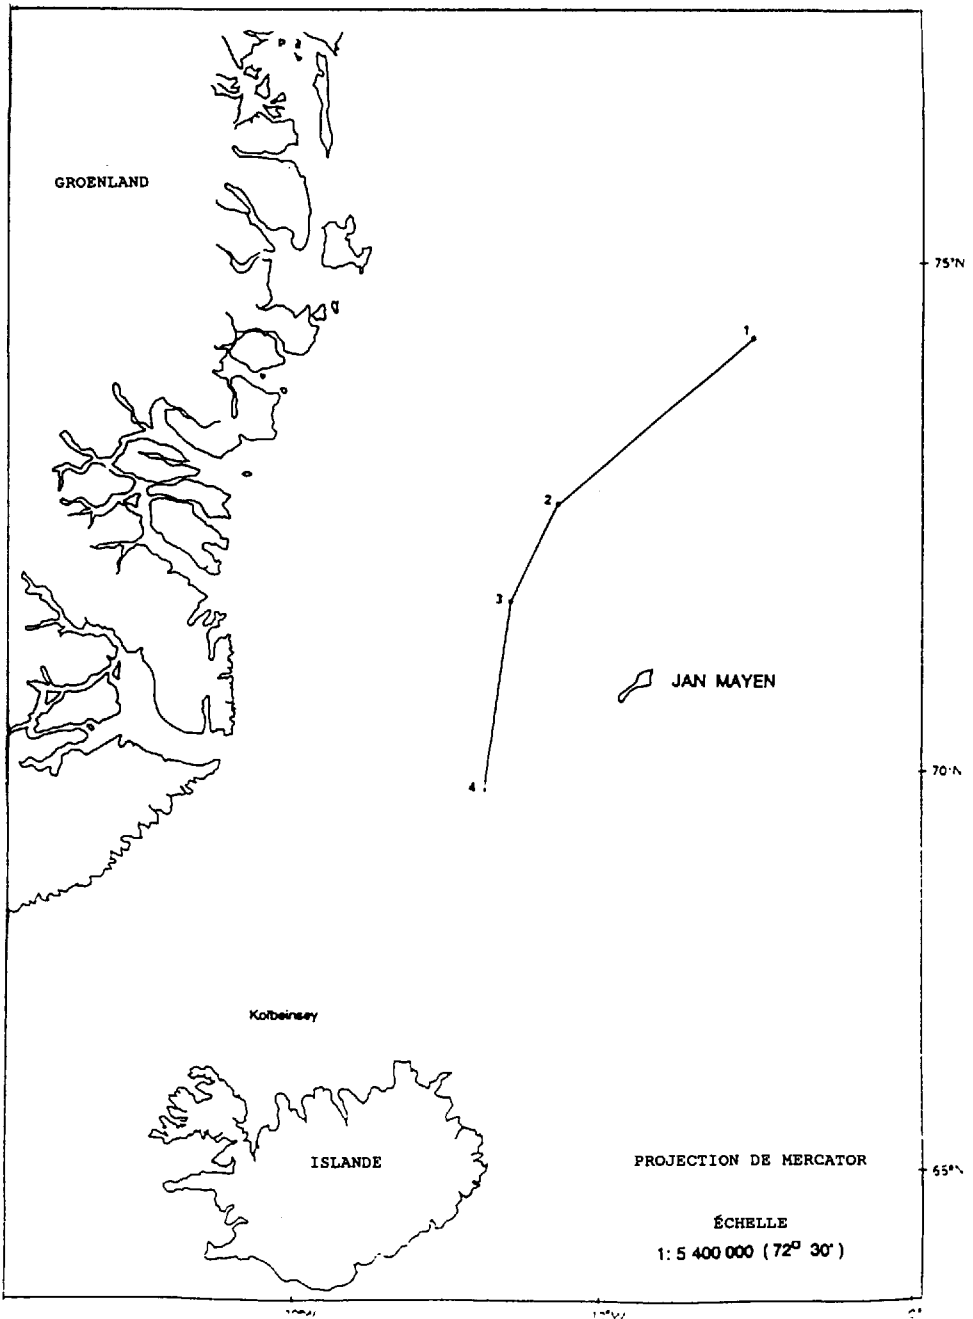 GROENLAND
75°N
1
2
3
JAN MAYEN
70°N
4
Kolbeinsey
ISLANDE
PROJECTION DE MERCATOR
65°N
ÉCHELLE
1: 5 400 000 (72° 30')
0°